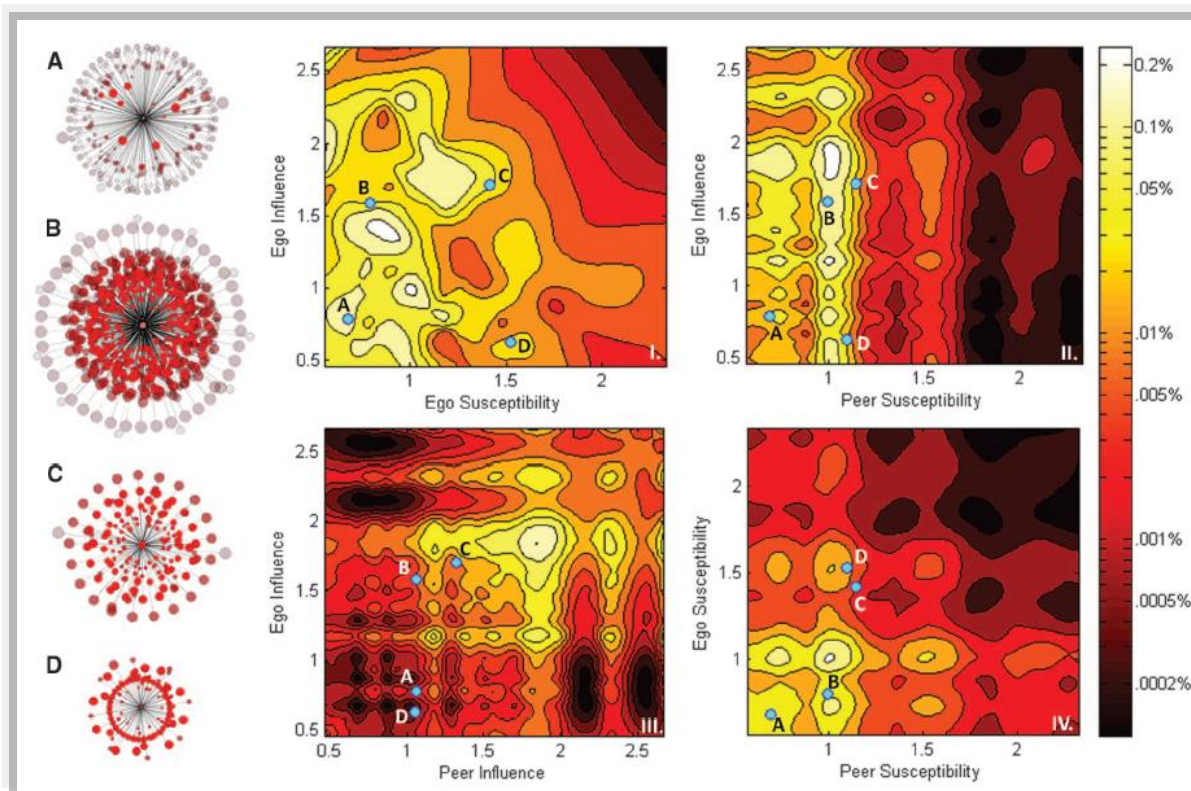 A
B
C
D
2.5
2
1.5
1
0.5
Ego Influence
A
B
C
D
I.
1
1.5
2
Ego Susceptibility
2.5
2
1.5
1
0.5
Ego Influence
A
B
C
D
II.
1
1.5
2
Peer Susceptibility
2.5
2
1.5
1
0.5
Ego Influence
B
C
A
D
III.
0.5
1
1.5
2
2.5
Peer Influence
2
1.5
1
Ego Susceptibility
D
C
B
A
IV.
1
1.5
2
Peer Susceptibility
0.2%
0.1%
0.05%
.01%
.005%
.001%
.0005%
.0002%